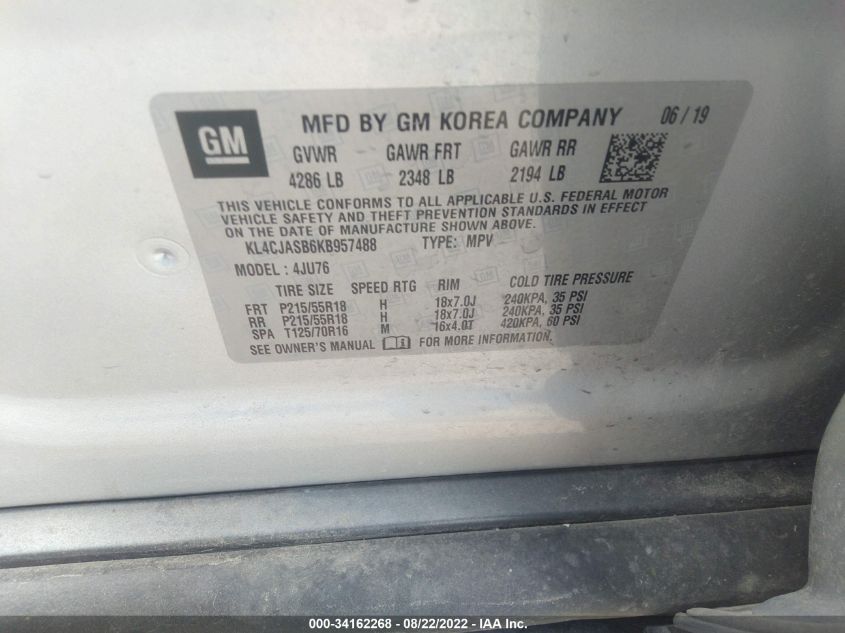 GM
MFD BY GM KOREA COMPANY 06 / 19
GVWR GAWR FRT GAWR RR
4286 LB 2348 LB 2194 LB
THIS VEHICLE CONFORMS TO ALL APPLICABLE U.S. FEDERAL MOTOR
VEHICLE SAFETY AND THEFT PREVENTION STANDARDS IN EFFECT
ON THE DATE OF MANUFACTURE SHOWN ABOVE.
KL4CJASB6KB957488 TYPE: MPV
MODEL : 4JU76
TIRE SIZE SPEED RTG RIM COLD TIRE PRESSURE
FRT P215/55R18 H 18x7.0J 240KPA, 35 PSI
RR P215/55R18 H 18x7.0J 240KPA, 35 PSI
SPA T125/70R16 M 16x4.0T 420KPA, 60 PSI
SEE OWNER'S MANUAL FOR MORE INFORMATION.
000-34162268 - 08/22/2022 - IAA Inc.